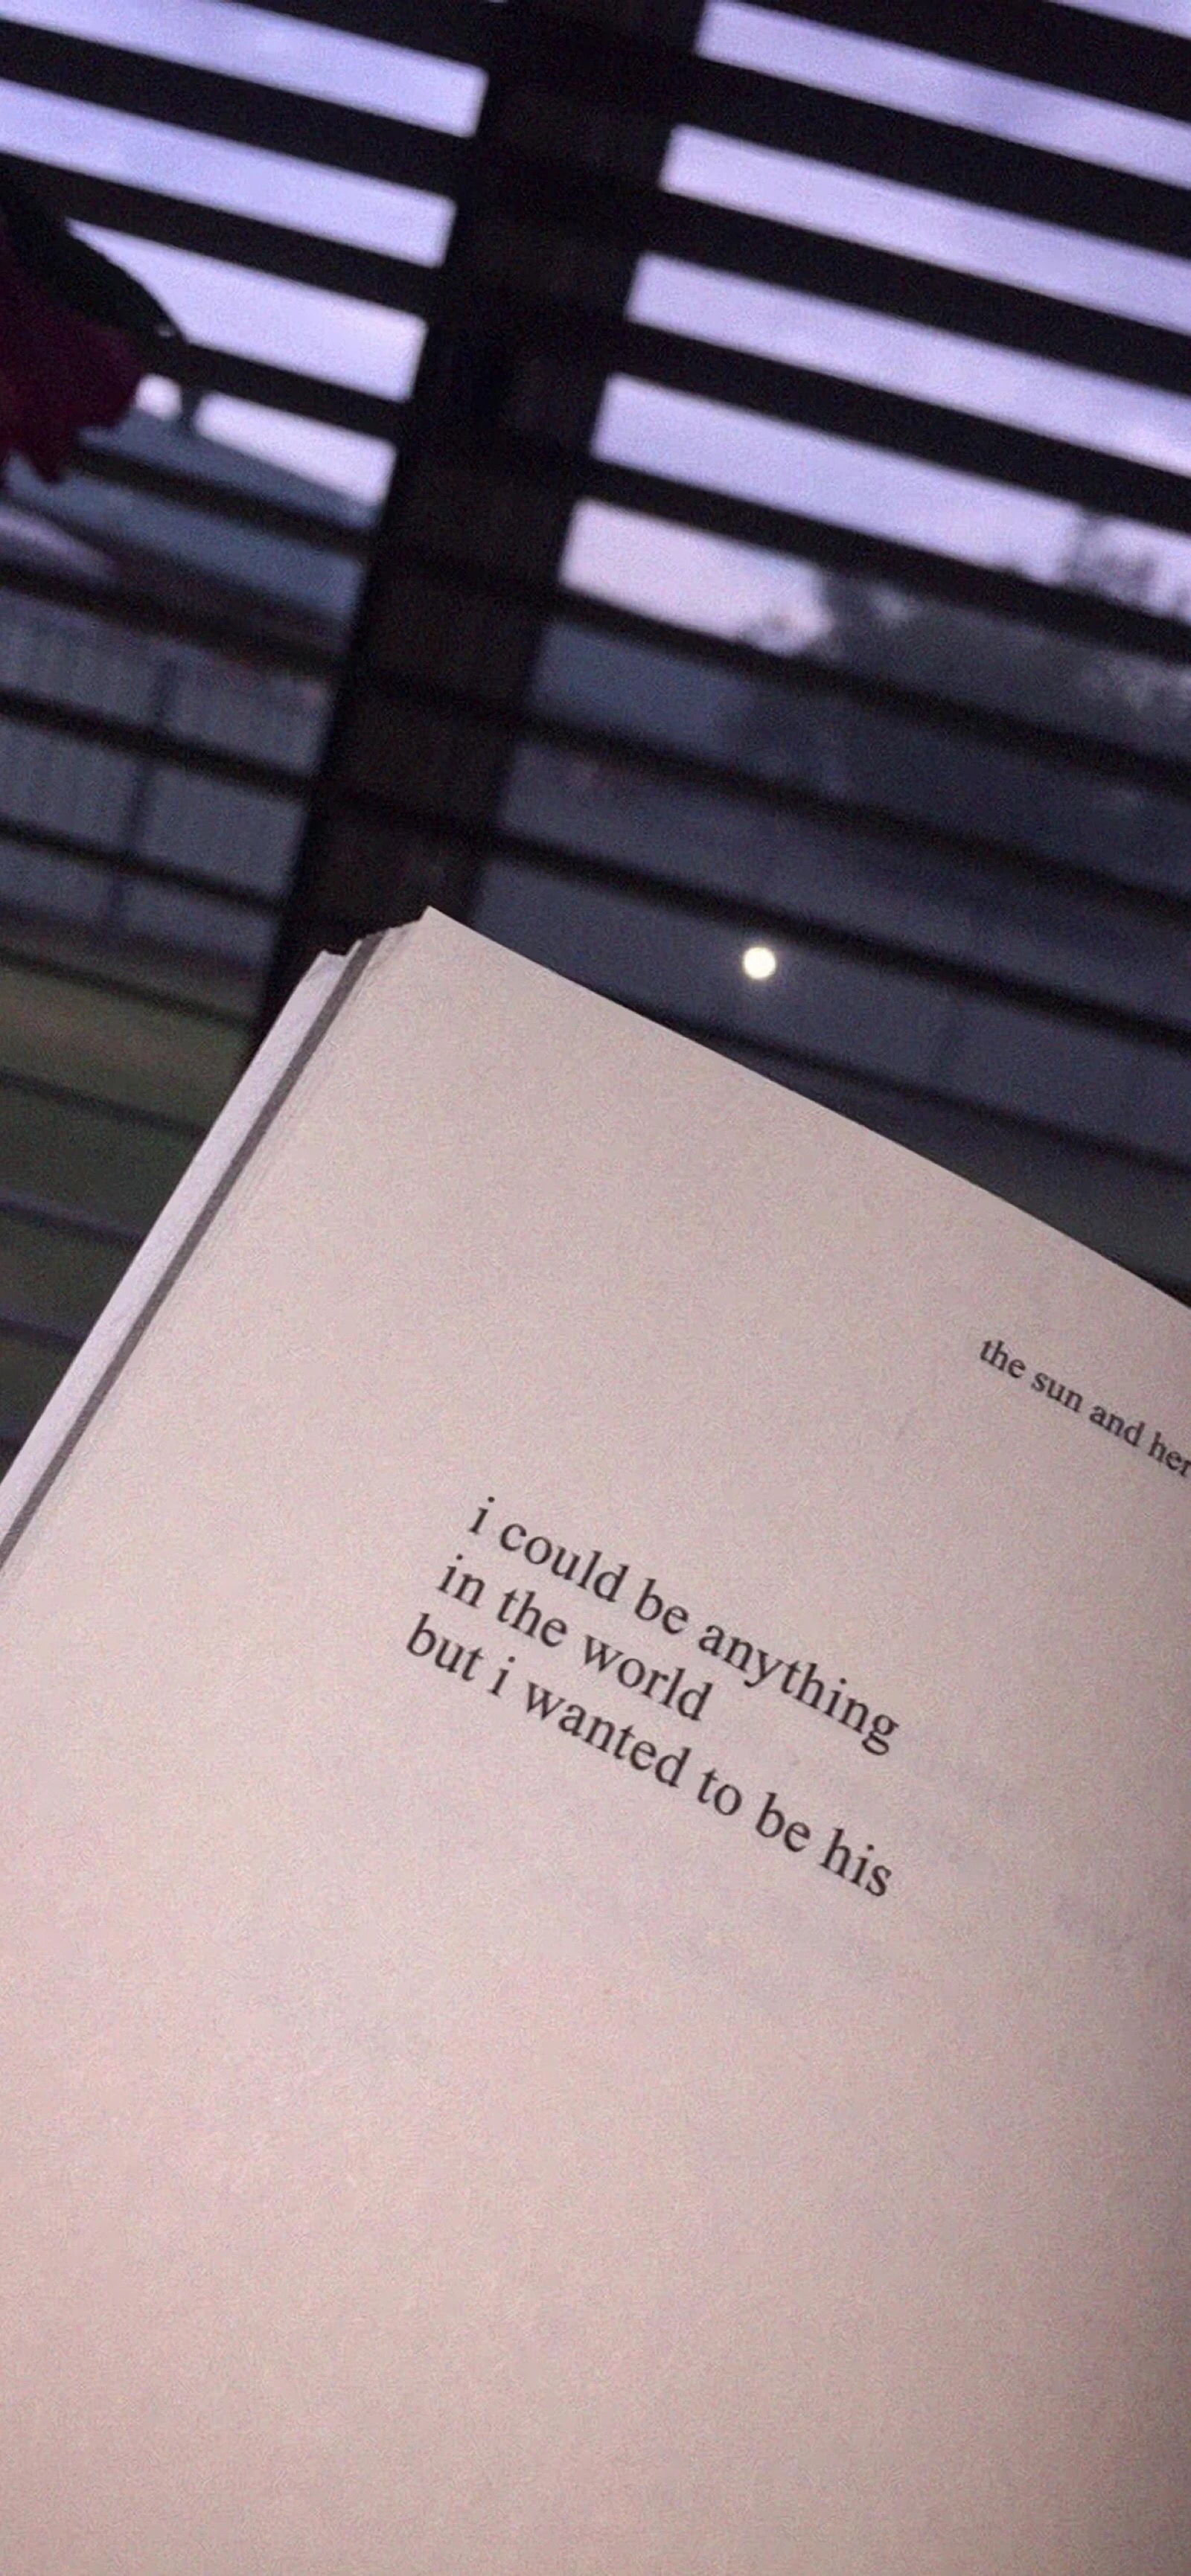 the sun and her
i could be anything
in the world
but i wanted to be his